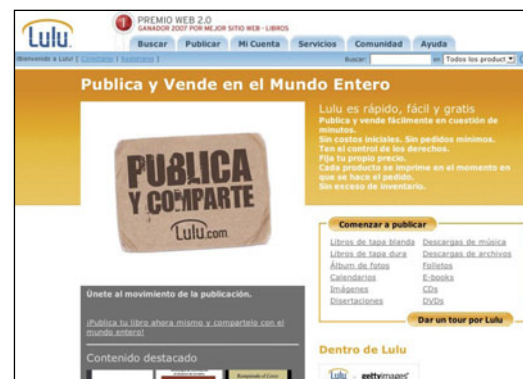 Lulu
1 PREMIO WEB 2.0
GANADOR 2007 POR MEJOR SITIO WEB - LIBROS
Buscar Publicar Mi Cuenta Servicios Comunidad Ayuda
Bienvenido a Lulu! [ Conectarse | Registrarse ]
Buscar: en Todos los product
Publica y Vende en el Mundo Entero
PUBLICA
Y COMPARTE
Lulu.com
Lulu es rápido, fácil y gratis
Publica y vende fácilmente en cuestión de
minutos.
Sin costos iniciales. Sin pedidos mínimos.
Ten el control de los derechos.
Fija tu propio precio.
Cada producto se imprime en el momento en
que se hace el pedido.
Sin exceso de inventario.
Comenzar a publicar
Libros de tapa blanda Descargas de música
Libros de tapa dura Descargas de archivos
Álbum de fotos Folletos
Calendarios E-books
Imágenes CDs
Disertaciones DVDs
Dar un tour por Lulu
Únete al movimiento de la publicación.
¡Publica tu libro ahora mismo y compartelo con el
mundo entero!
Contenido destacado
Dentro de Lulu
Lulu gettyimages